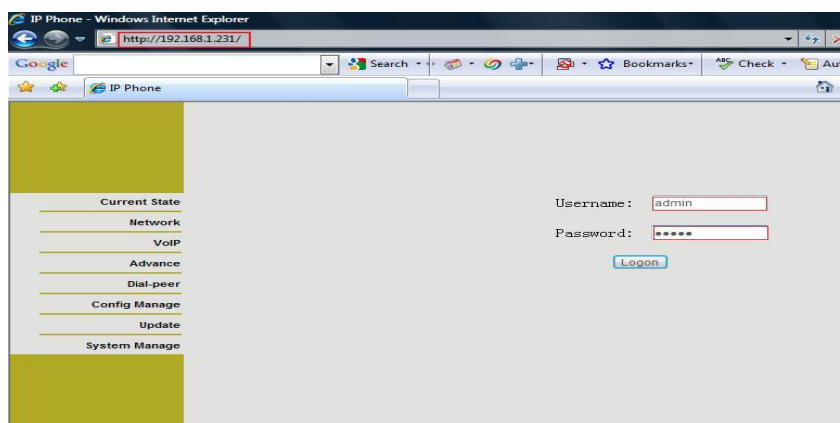 IP Phone - Windows Internet Explorer
http://192.168.1.231/
Google Search Bookmarks Check
IP Phone
Current State
Network
VoIP
Advance
Dial-peer
Config Manage
Update
System Manage
Username: admin
Password: •••••
Logon